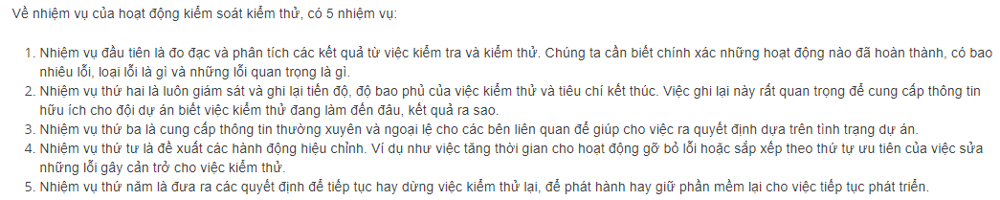 Về nhiệm vụ của hoạt động kiểm soát kiểm thử, có 5 nhiệm vụ:
1. Nhiệm vụ đầu tiên là đo đạc và phân tích các kết quả từ việc kiểm tra và kiểm thử. Chúng ta cần biết chính xác những hoạt động nào đã hoàn thành, có bao
nhiêu lỗi, loại lỗi là gì và những lỗi quan trọng là gì.
2. Nhiệm vụ thứ hai là luôn giám sát và ghi lại tiến độ, độ bao phủ của việc kiểm thử và tiêu chí kết thúc. Việc ghi lại này rất quan trọng để cung cấp thông tin
hữu ích cho đội dự án biết việc kiểm thử đang làm đến đâu, kết quả ra sao.
3. Nhiệm vụ thứ ba là cung cấp thông tin thường xuyên và ngoại lệ cho các bên liên quan để giúp cho việc ra quyết định dựa trên tình trạng dự án.
4. Nhiệm vụ thứ tư là đề xuất các hành động hiệu chỉnh. Ví dụ như việc tăng thời gian cho hoạt động gỡ bỏ lỗi hoặc sắp xếp theo thứ tự ưu tiên của việc sửa
những lỗi gây cản trở cho việc kiểm thử.
5. Nhiệm vụ thứ năm là đưa ra các quyết định để tiếp tục hay dừng việc kiểm thử lại, để phát hành hay giữ phần mềm lại cho việc tiếp tục phát triển.